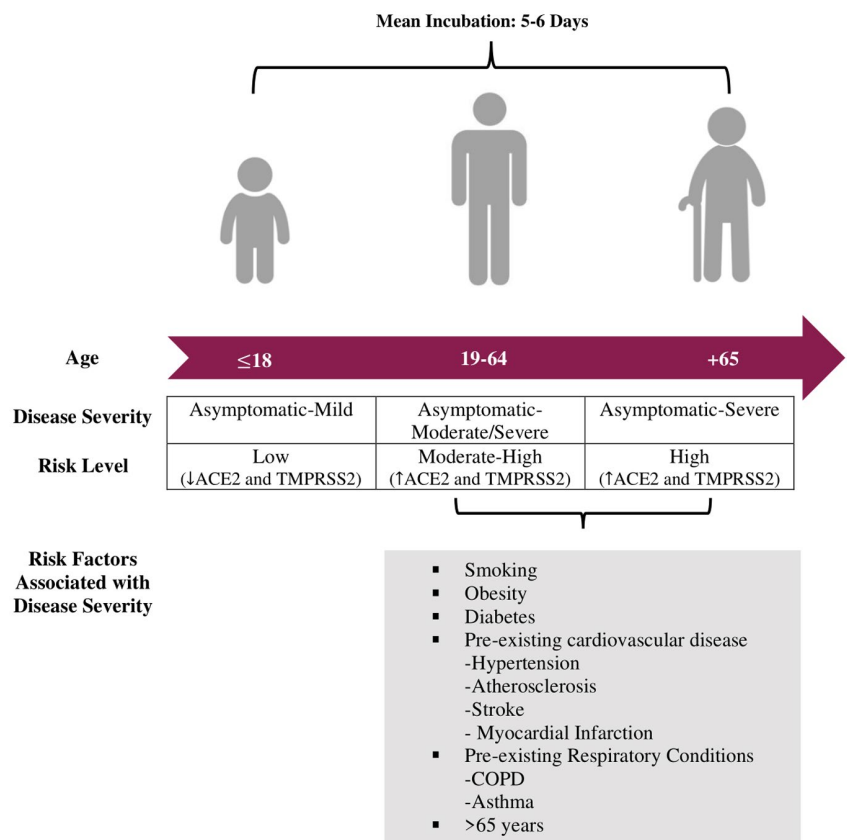 Mean Incubation: 5-6 Days
Age
≤18
19-64
+65
Disease Severity
Asymptomatic-Mild
Asymptomatic-
Moderate/Severe
Asymptomatic-Severe
Risk Level
Low
(↓ACE2 and TMPRSS2)
Moderate-High
(↑ACE2 and TMPRSS2)
High
(↑ACE2 and TMPRSS2)
Risk Factors
Associated with
Disease Severity
▪ Smoking
▪ Obesity
▪ Diabetes
▪ Pre-existing cardiovascular disease
-Hypertension
-Atherosclerosis
-Stroke
- Myocardial Infarction
▪ Pre-existing Respiratory Conditions
-COPD
-Asthma
▪ >65 years